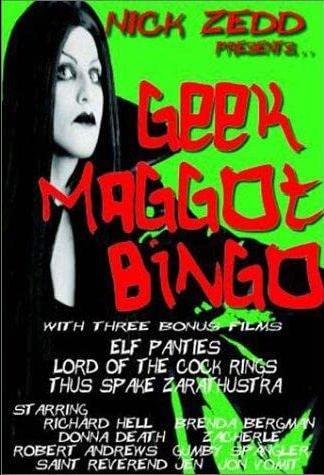 NICK ZEDD
PRESENTS...
GEEK
MAGGOt
BiNGO
WITH THREE BONUS FILMS
ELF PANTIES
LORD OF THE COCK RINGS
THUS SPAKE ZARATHUSTRA
STARRING
RICHARD HELL BRENDA BERGMAN
DONNA DEATH ZACHERLE
ROBERT ANDREWS GUMBY SPANGLER
SAINT REVEREND JEN JON VOMIT